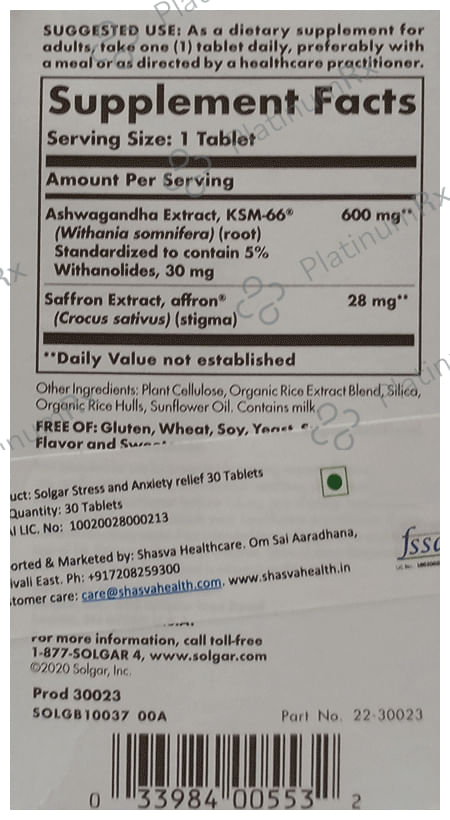 SUGGESTED USE: As a dietary supplement for
adults, take one (1) tablet daily, preferably with
a meal or as directed by a healthcare practitioner.
Supplement Facts
Serving Size: 1 Tablet
Amount Per Serving
Ashwagandha Extract, KSM-66® 600 mg**
(Withania somnifera) (root)
Standardized to contain 5%
Withanolides, 30 mg
Saffron Extract, affron® 28 mg**
(Crocus sativus) (stigma)
**Daily Value not established
Other Ingredients: Plant Cellulose, Organic Rice Extract Blend, Silica,
Organic Rice Hulls, Sunflower Oil. Contains milk
FREE OF: Gluten, Wheat, Soy,
Flavor and
uct: Solgar Stress and Anxiety relief 30 Tablets
Quantity: 30 Tablets
LIC. No: 10020028000213
orted & Marketed by: Shasva Healthcare. Om Sai Aaradhana,
ivali East. Ph: +917208259300
tomer care: care@shasvahealth.com, www.shasvahealth.in
fssa
For more information, call toll-free
1-877-SOLGAR 4, www.solgar.com
©2020 Solgar, Inc.
Prod 30023
SOLGB10037 00A Part No. 22-30023
0 33984 00553 2
PlatinumRx